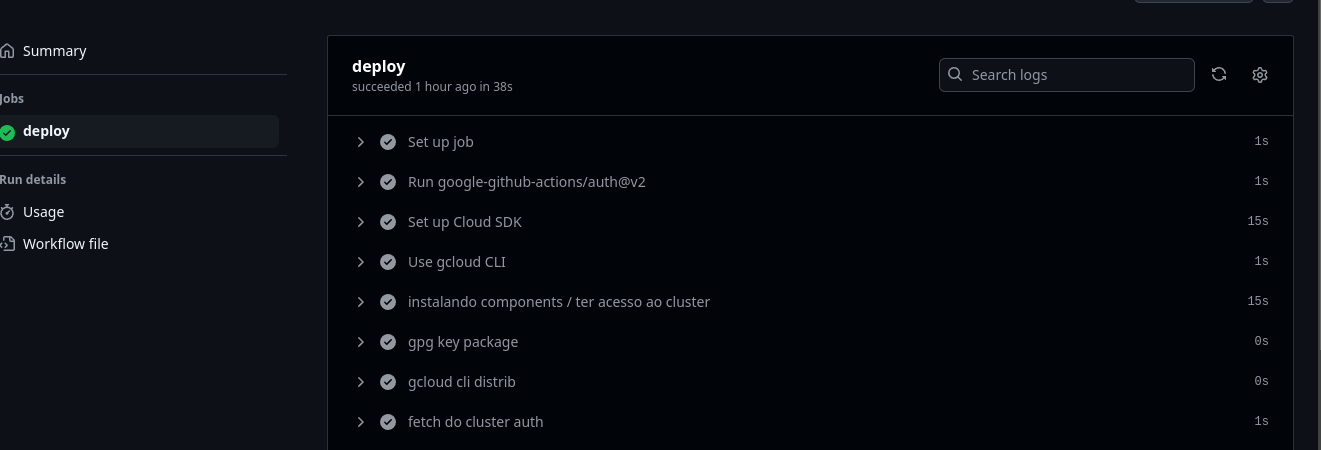 Summary
Jobs
deploy
Run details
Usage
Workflow file
deploy
succeeded 1 hour ago in 38s
Search logs
Set up job 1s
Run google-github-actions/auth@v2 1s
Set up Cloud SDK 15s
Use gcloud CLI 1s
instalando components / ter acesso ao cluster 15s
gpg key package 0s
gcloud cli distrib 0s
fetch do cluster auth 1s